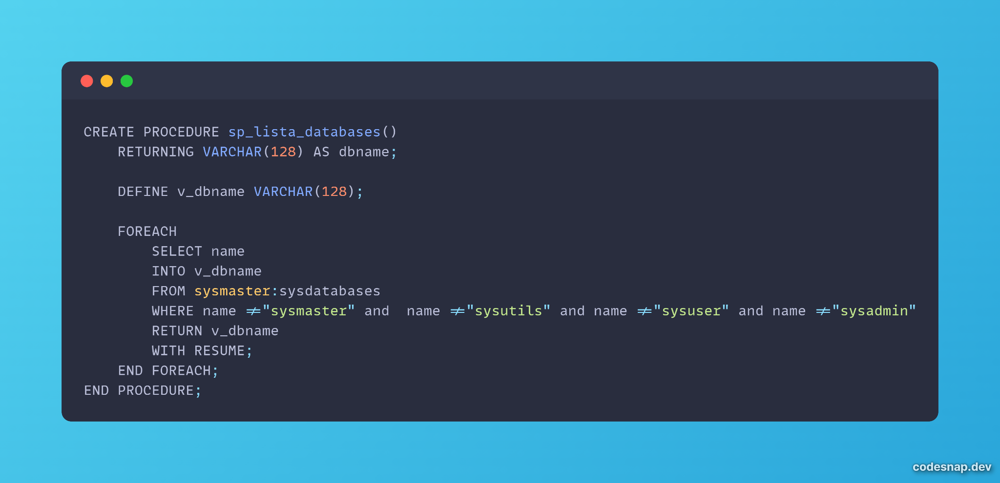 CREATE PROCEDURE sp_lista_databases()
    RETURNING VARCHAR(128) AS dbname;

    DEFINE v_dbname VARCHAR(128);

    FOREACH
        SELECT name
        INTO v_dbname
        FROM sysmaster:sysdatabases
        WHERE name !="sysmaster" and  name !="sysutils" and name !="sysuser" and name !="sysadmin"
        RETURN v_dbname
        WITH RESUME;
    END FOREACH;
END PROCEDURE;
codesnap.dev